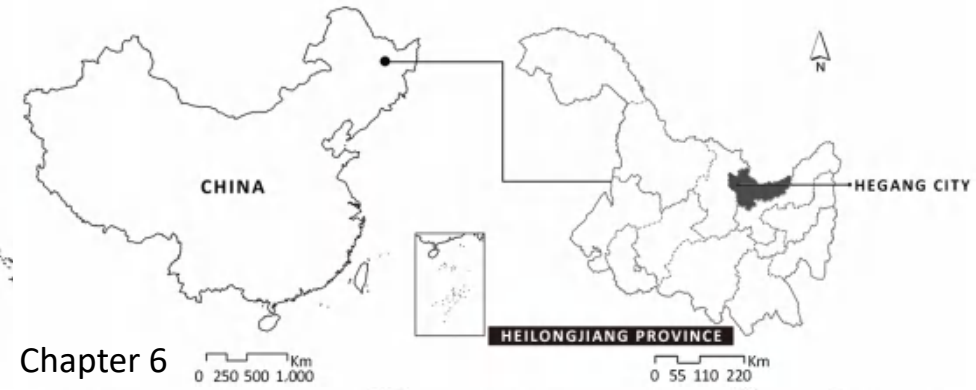 N
CHINA
HEGANG CITY
HEILONGJIANG PROVINCE
Chapter 6
Km
0 250 500 1.000
Km
0 55 110 220